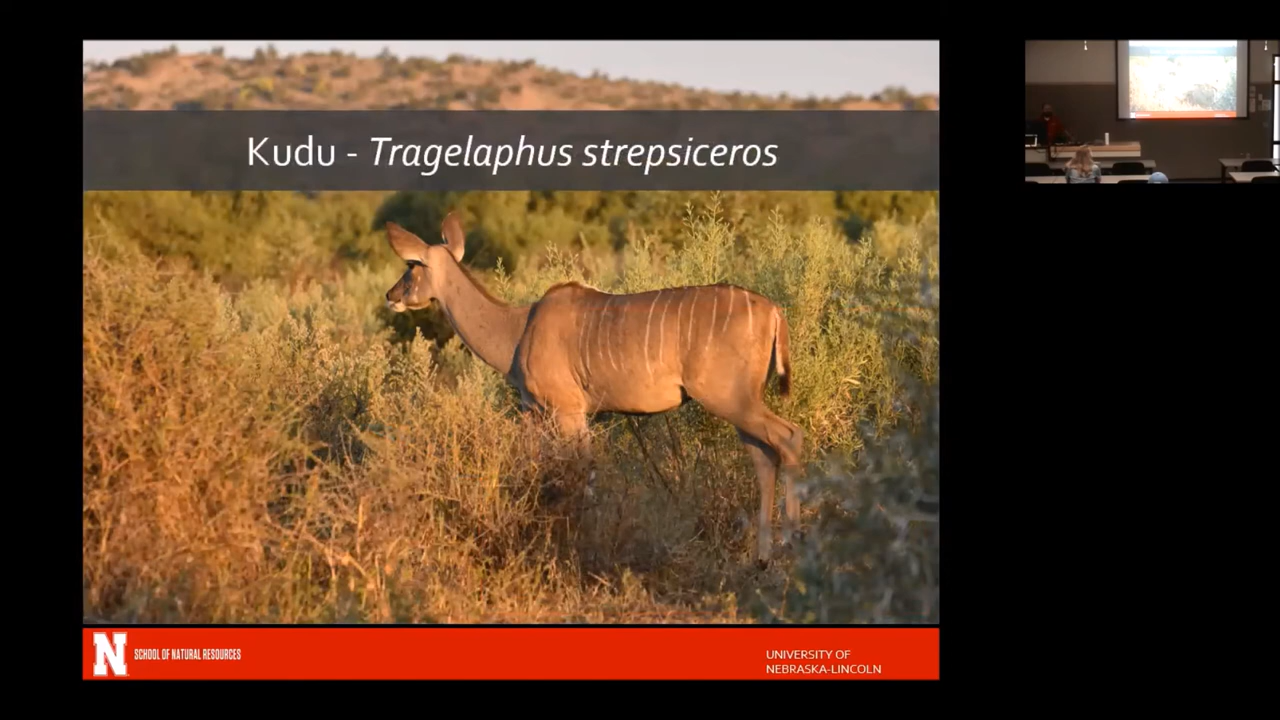 Kudu - Tragelaphus strepsiceros
N
SCHOOL OF NATURAL RESOURCES
UNIVERSITY OF
NEBRASKA-LINCOLN